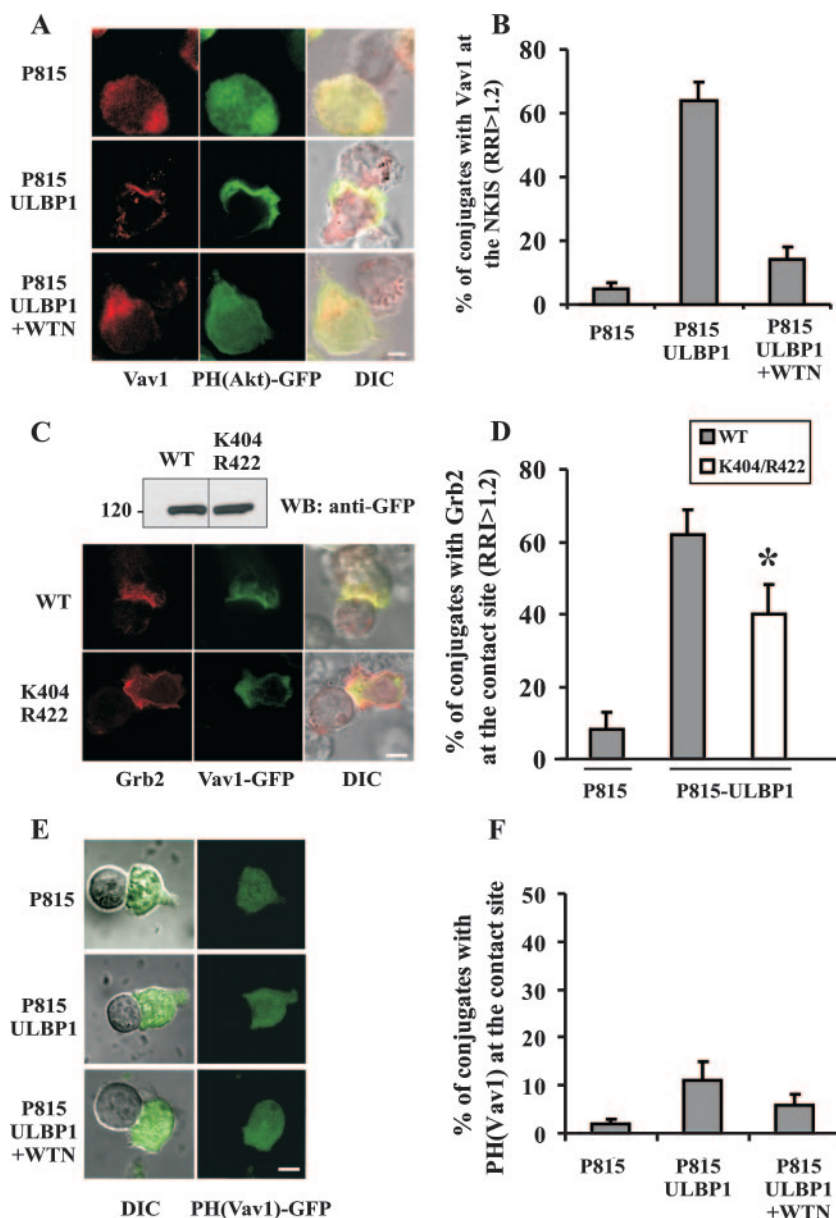 A
P815
P815
ULBP1
P815
ULBP1
+WTN
Vav1 PH(Akt)-GFP DIC
B
% of conjugates with Vav1 at
the NKIS (RRI>1.2)
80
60
40
20
0
P815
P815
ULBP1
P815
ULBP1
+WTN
C
WT
K404
R422
120
WB: anti-GFP
WT
K404
R422
Grb2 Vav1-GFP DIC
D
WT
K404/R422
% of conjugates with Grb2
at the contact site (RRI>1.2)
80
60
40
20
0
*
P815
P815-ULBP1
E
P815
P815
ULBP1
P815
ULBP1
+WTN
DIC PH(Vav1)-GFP
F
% of conjugates with
PH(Vav1) at the contact site
50
40
30
20
10
0
P815
P815
ULBP1
P815
ULBP1
+WTN